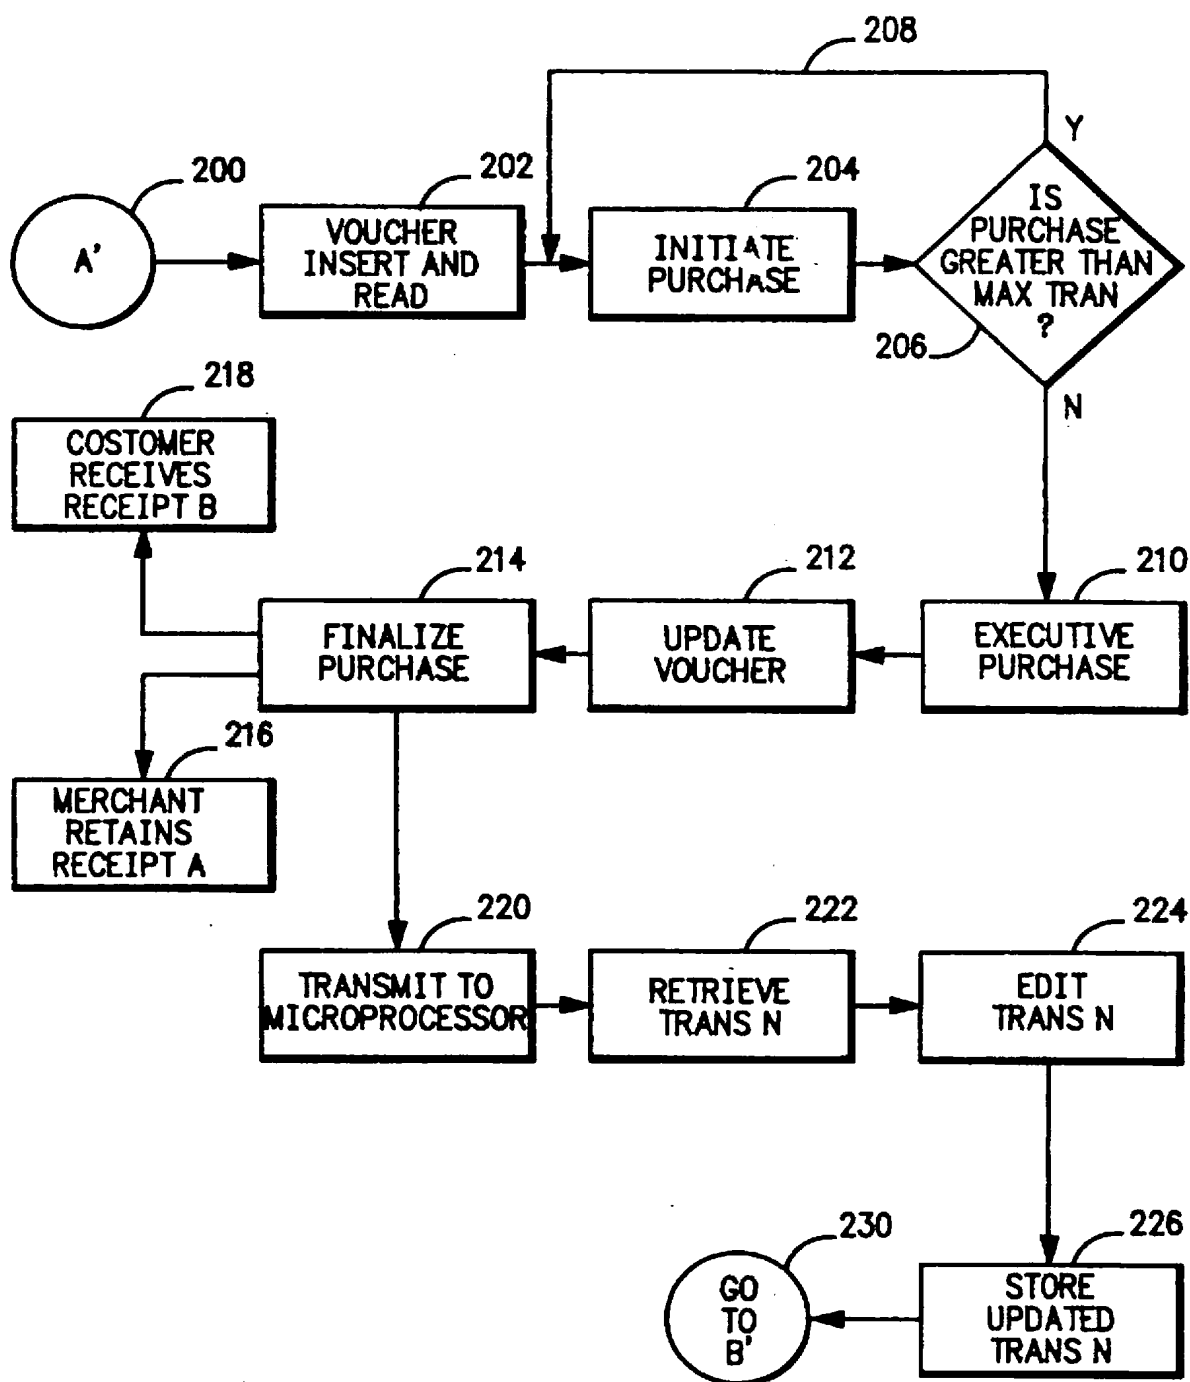 208
Y
200
202
204
A'
VOUCHER
INSERT AND
READ
INITIATE
PURCHASE
IS
PURCHASE
GREATER THAN
MAX TRAN
?
206
N
218
COSTOMER
RECEIVES
RECEIPT B
214
212
210
FINALIZE
PURCHASE
UPDATE
VOUCHER
EXECUTIVE
PURCHASE
216
MERCHANT
RETAINS
RECEIPT A
220
222
224
TRANSMIT TO
MICROPROCESSOR
RETRIEVE
TRANS N
EDIT
TRANS N
230
226
GO
TO
B'
STORE
UPDATED
TRANS N